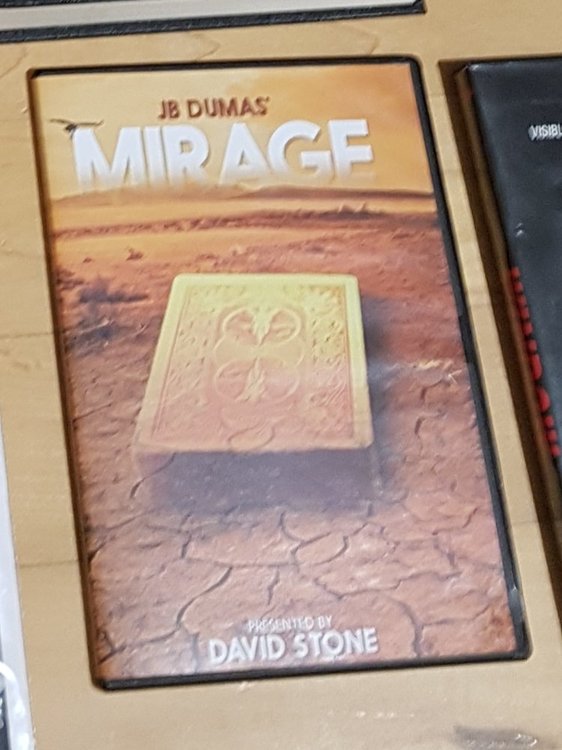 JB DUMAS'
MIRAGE
PRESENTED BY
DAVID STONE